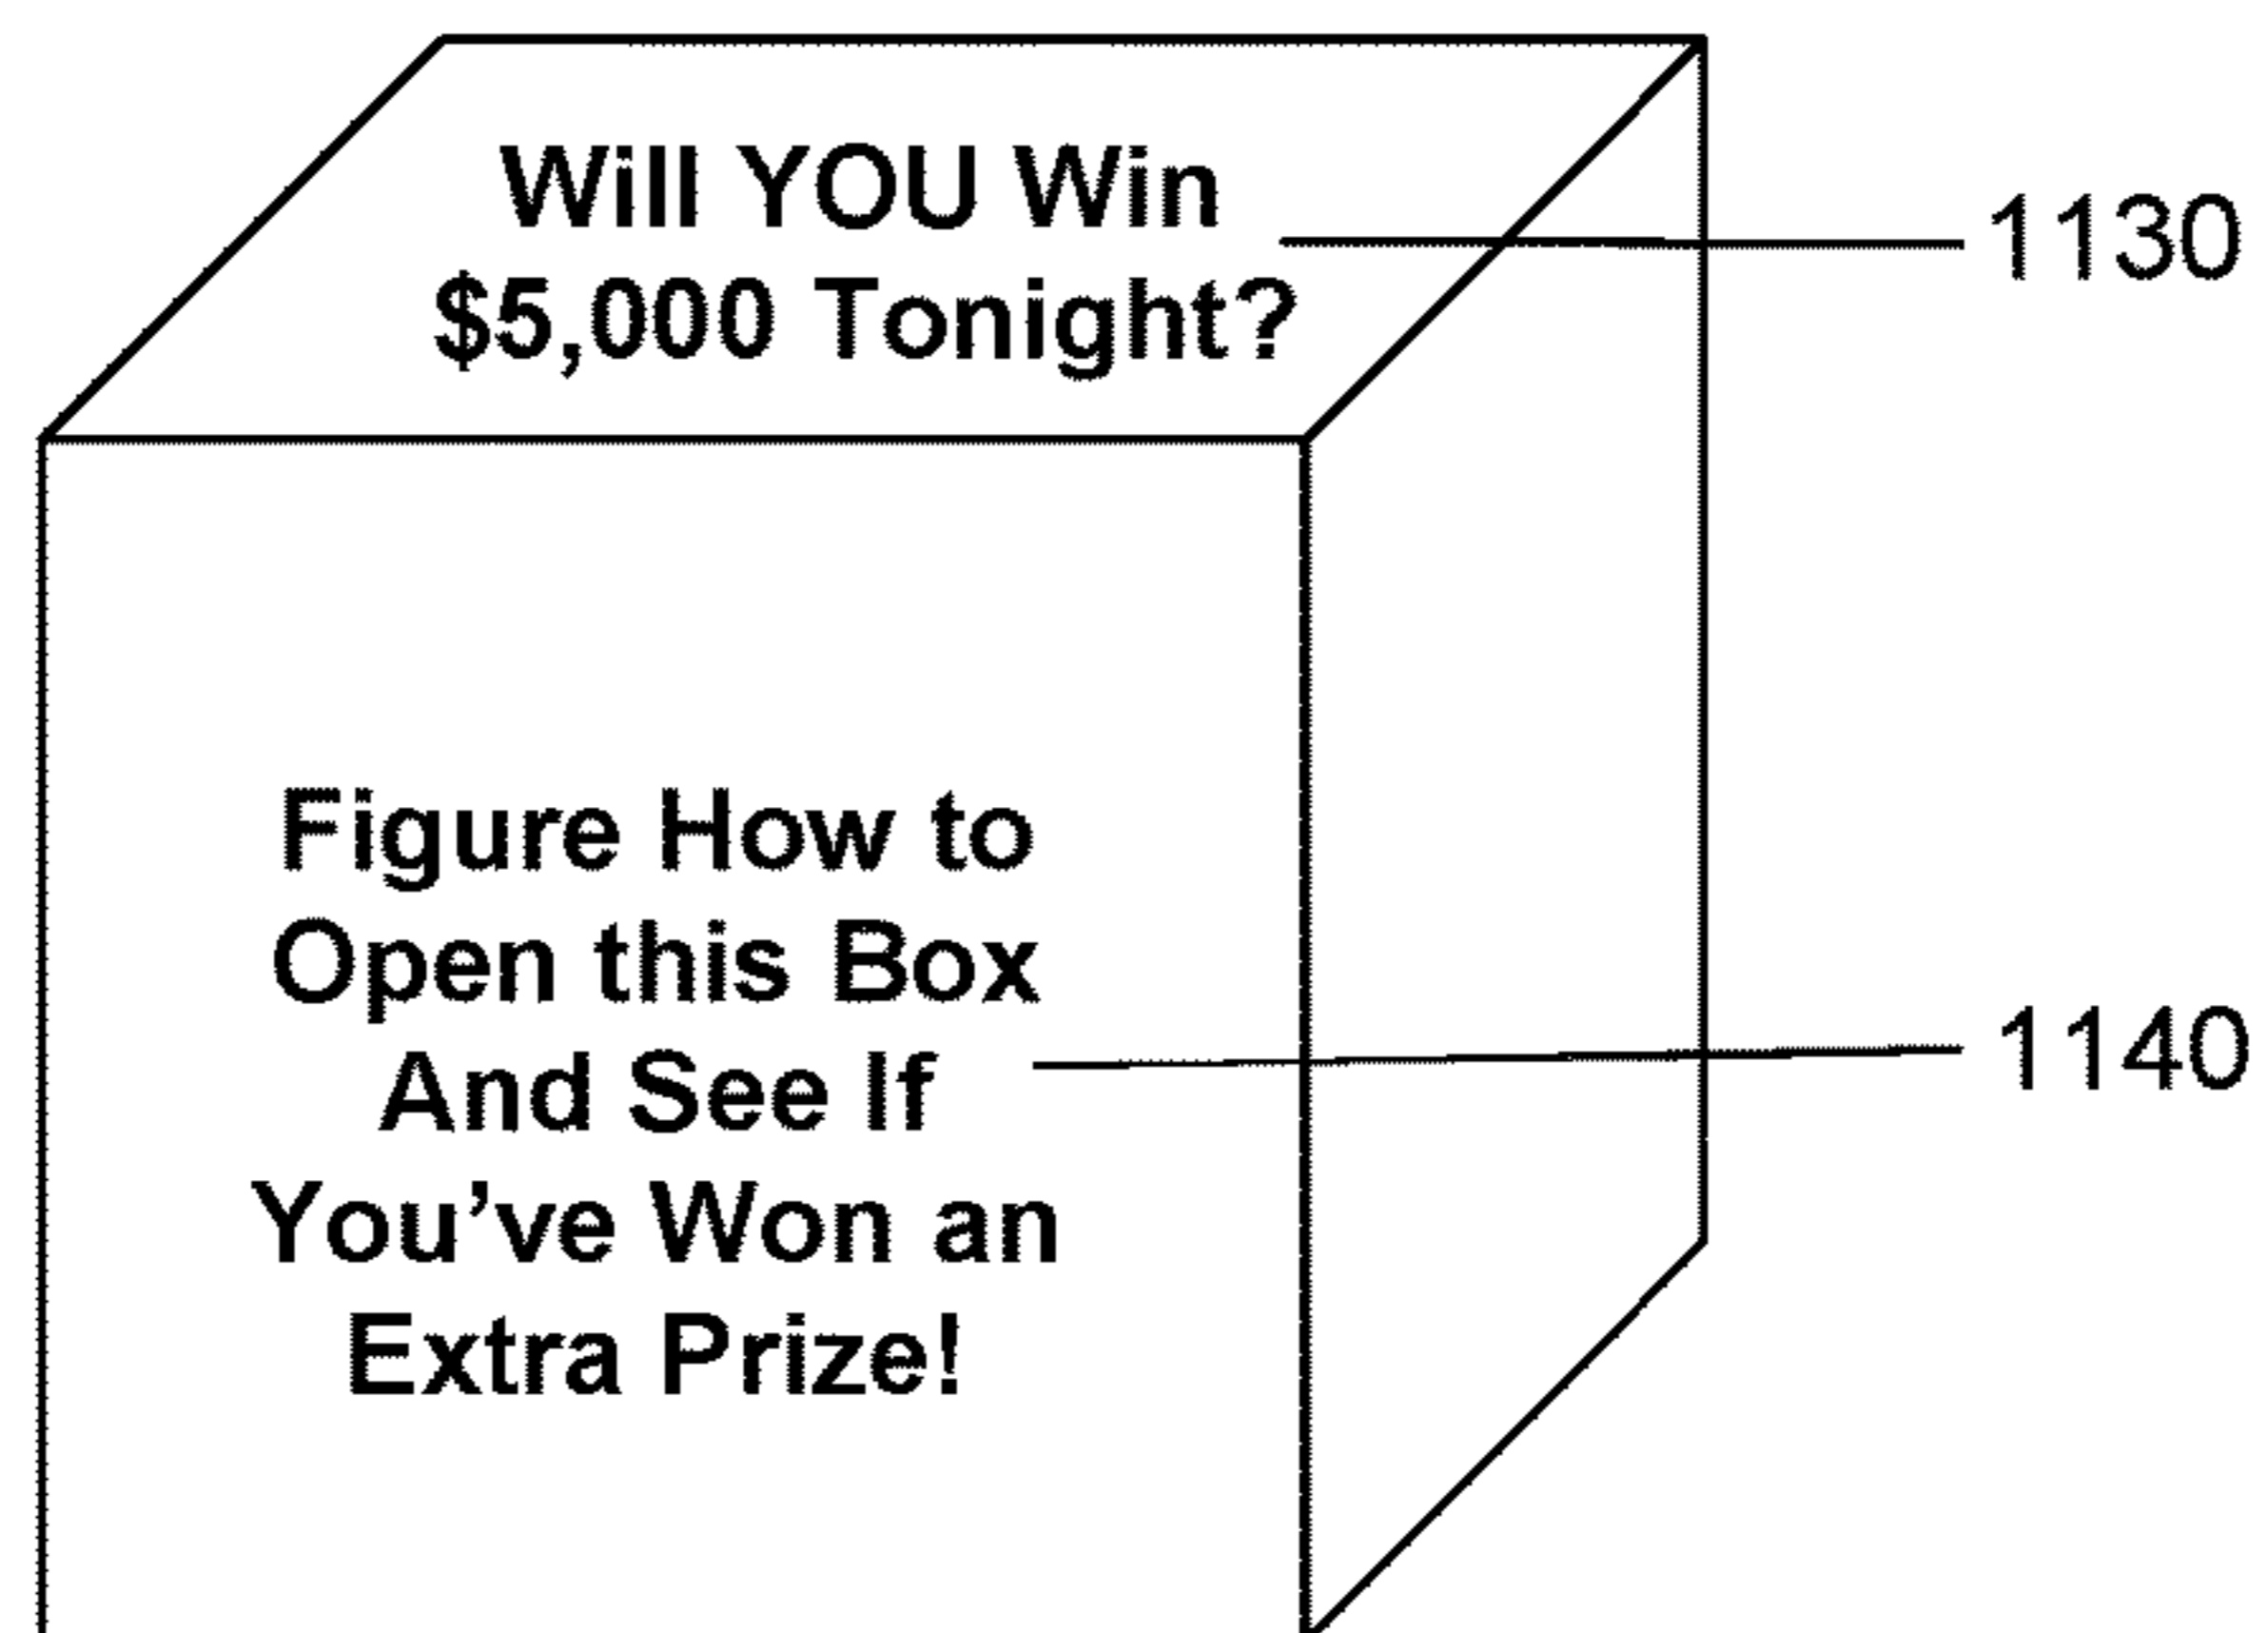 Will YOU Win
$5,000 Tonight?
1130
Figure How to
Open this Box
And See If
You've Won an
Extra Prize!
1140